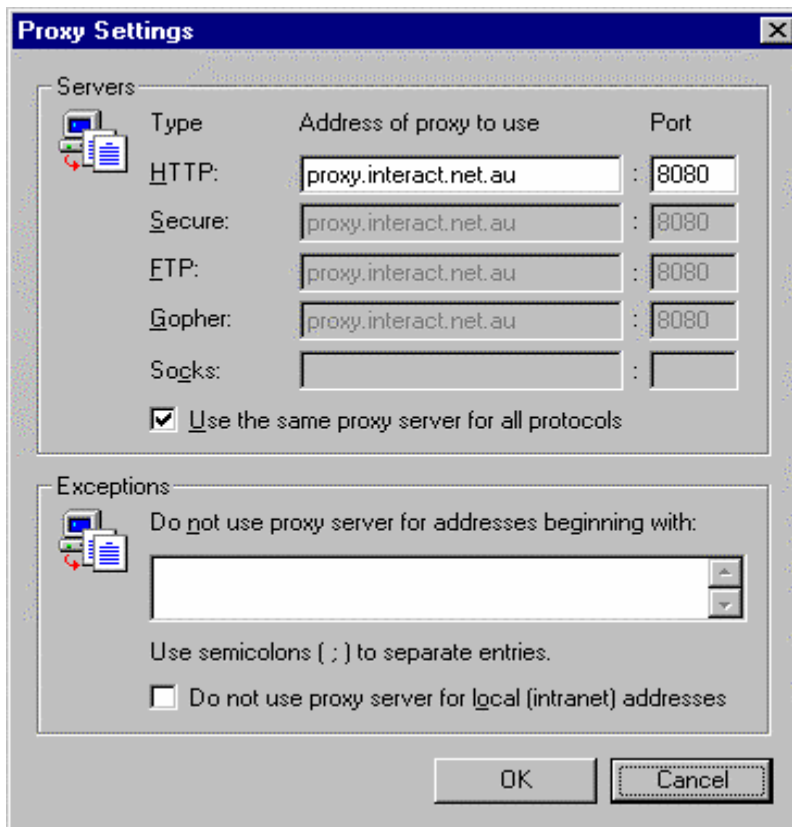 Proxy Settings
Servers
Type Address of proxy to use Port
HTTP: proxy.interact.net.au : 8080
Secure: proxy.interact.net.au : 8080
FTP: proxy.interact.net.au : 8080
Gopher: proxy.interact.net.au : 8080
Socks: :
Use the same proxy server for all protocols
Exceptions
Do not use proxy server for addresses beginning with:
Use semicolons ( ; ) to separate entries.
Do not use proxy server for local (intranet) addresses
OK Cancel